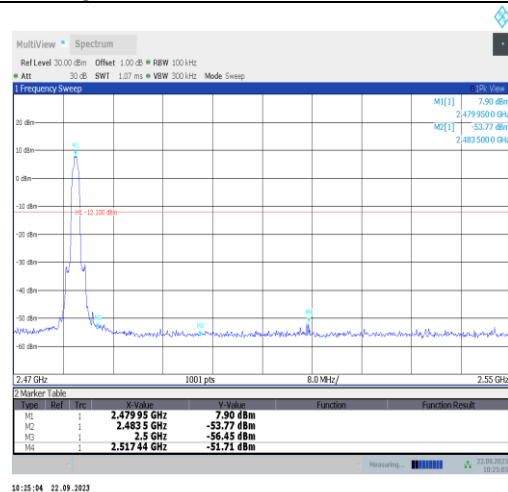 MultiView Spectrum
Ref Level 30.00 dBm Offset 1.00 dB RBW 100 kHz
Att 30 dB SWT 1.07 ms VBW 300 kHz Mode Sweep
1 Frequency Sweep 1Pk View
M1[1] 7.90 dBm
2.479 950 0 GHz
M2[1] -53.77 dBm
2.483 500 0 GHz
20 dBm
M1
10 dBm
0 dBm
-10 dBm
H1 -12.100 dBm
-20 dBm
-30 dBm
-40 dBm
-50 dBm
M2
M3
M4
-60 dBm
2.47 GHz 1001 pts 8.0 MHz/ 2.55 GHz
2 Marker Table
Type Ref Trc X-Value Y-Value Function Function Result
M1 1 2.479 95 GHz 7.90 dBm
M2 1 2.483 5 GHz -53.77 dBm
M3 1 2.5 GHz -56.45 dBm
M4 1 2.517 44 GHz -51.71 dBm
Measuring... 22.09.2023
10:25:03
10:25:04 22.09.2023